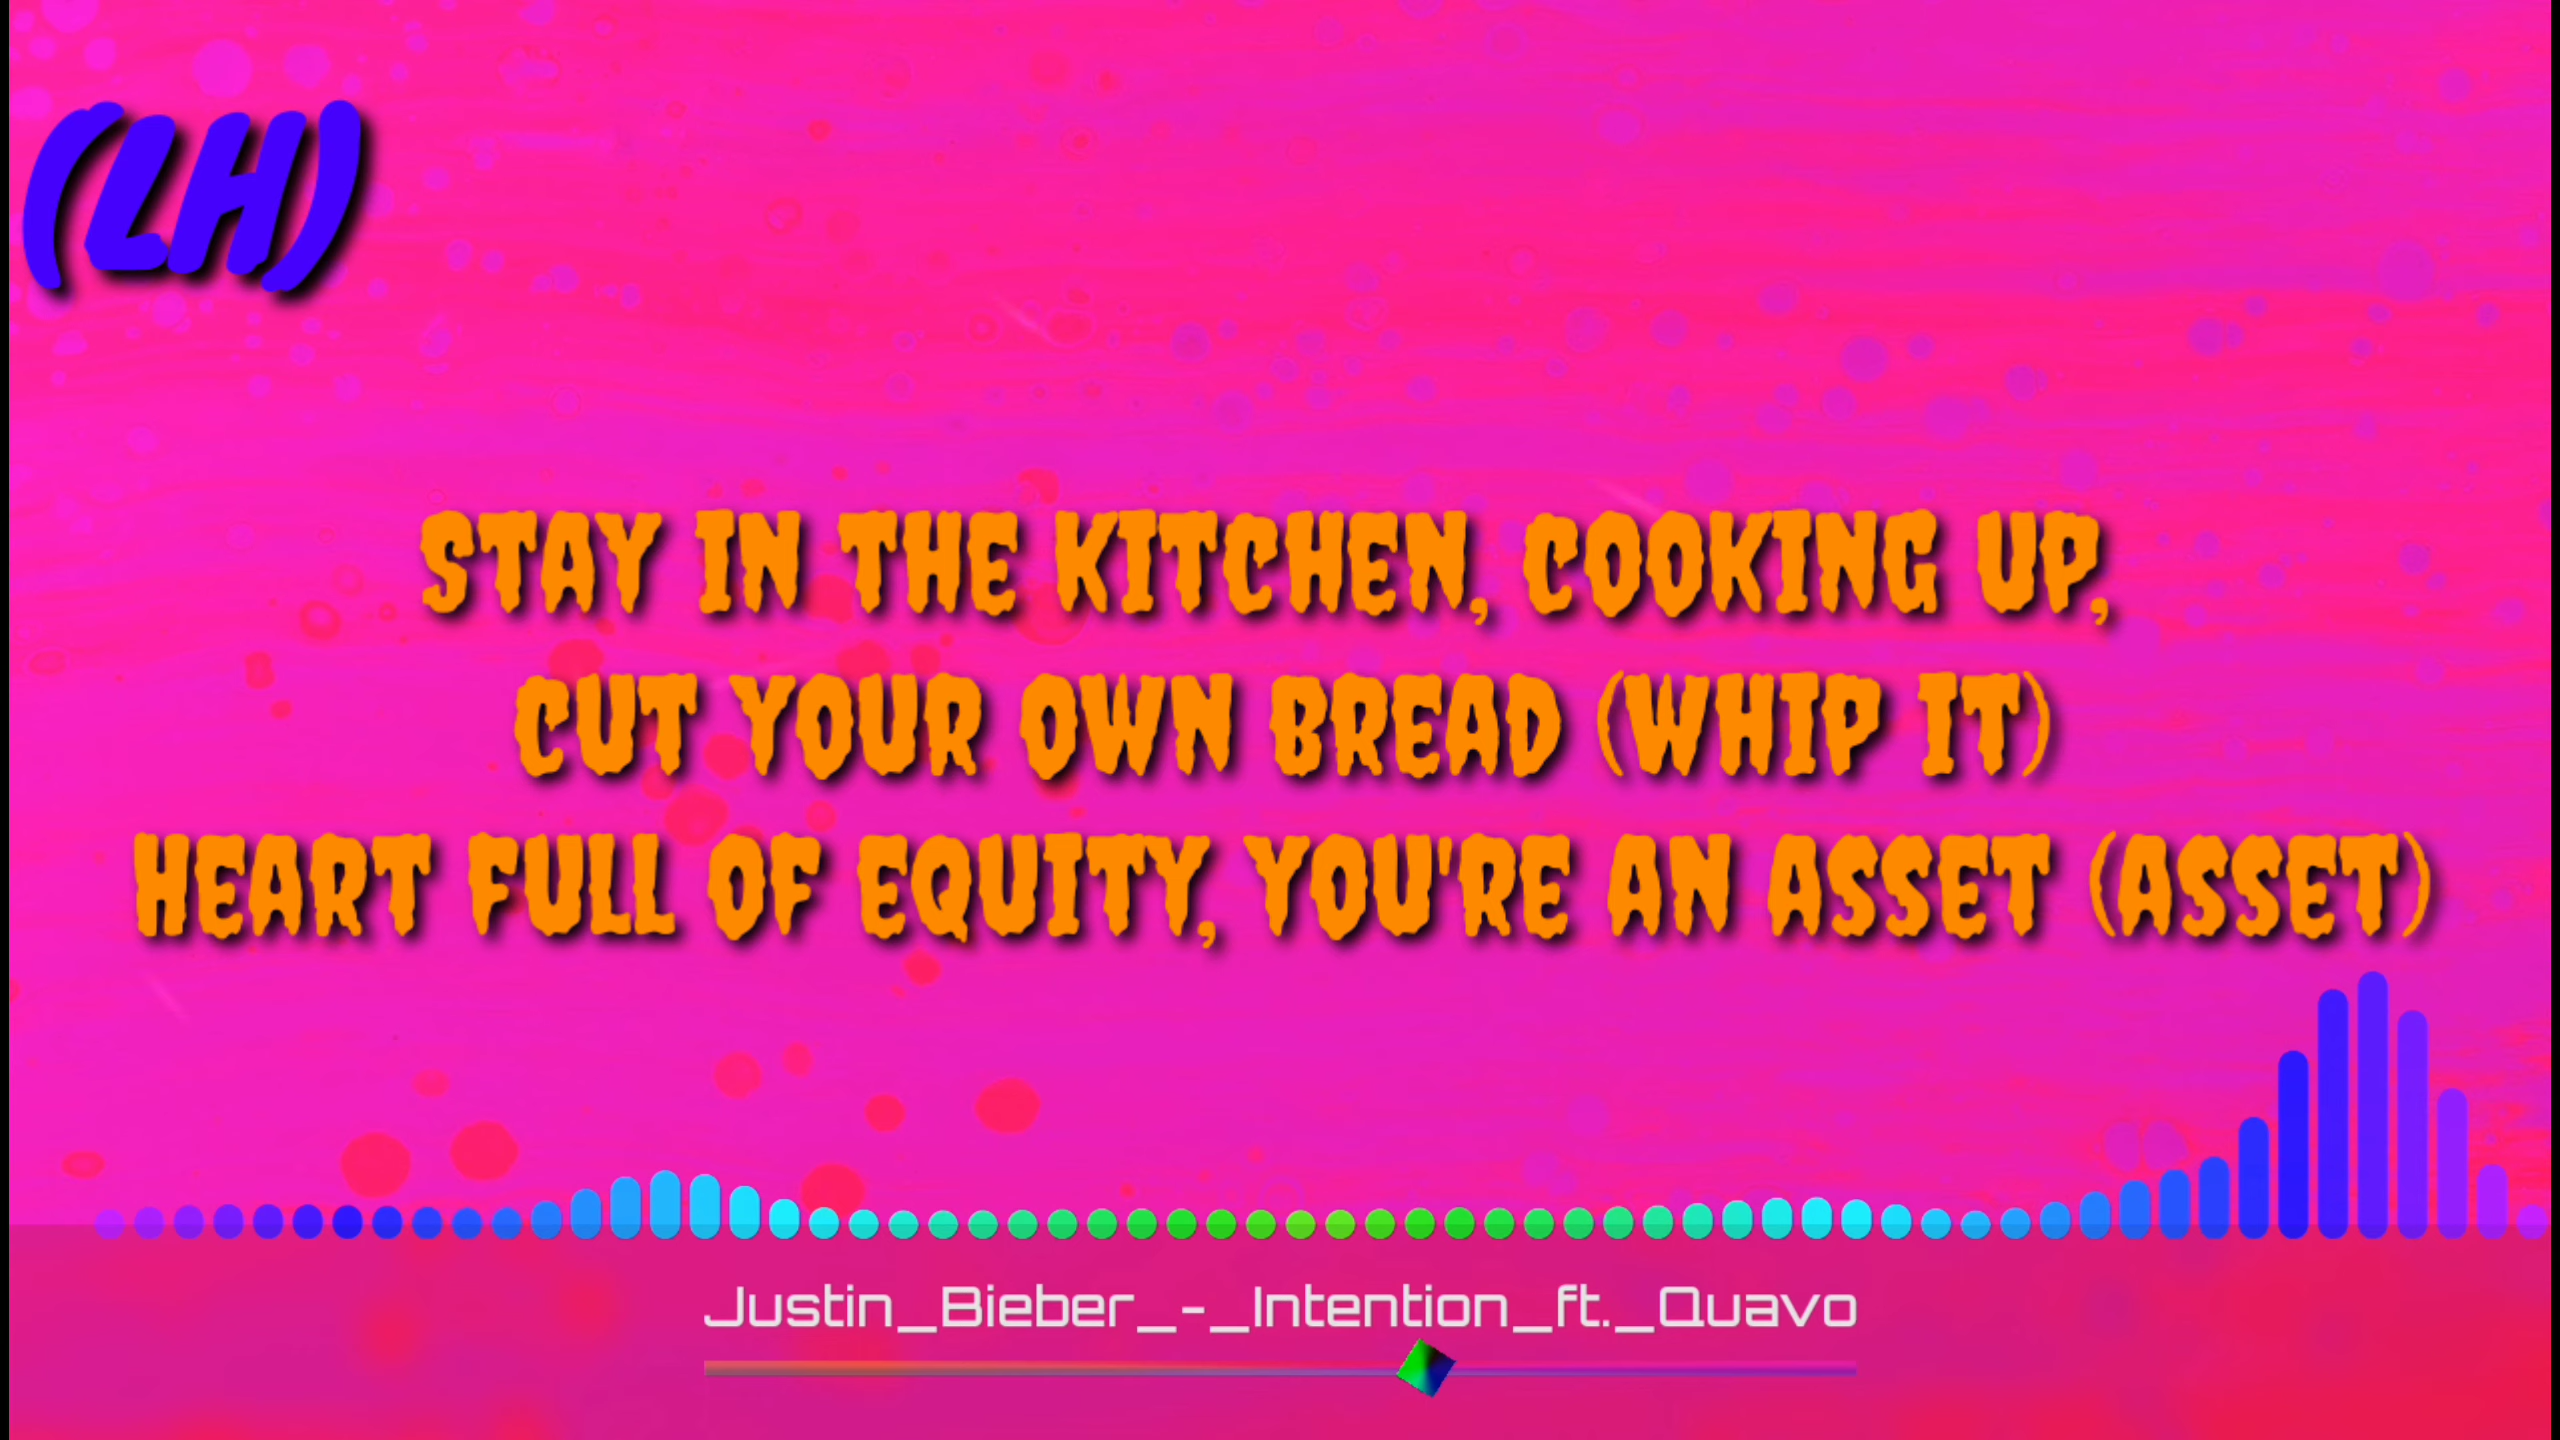 (LH)
STAY IN THE KITCHEN, COOKING UP,
CUT YOUR OWN BREAD (WHIP IT)
HEART FULL OF EQUITY, YOU'RE AN ASSET (ASSET)
Justin_Bieber_-_Intention_ft._Quavo